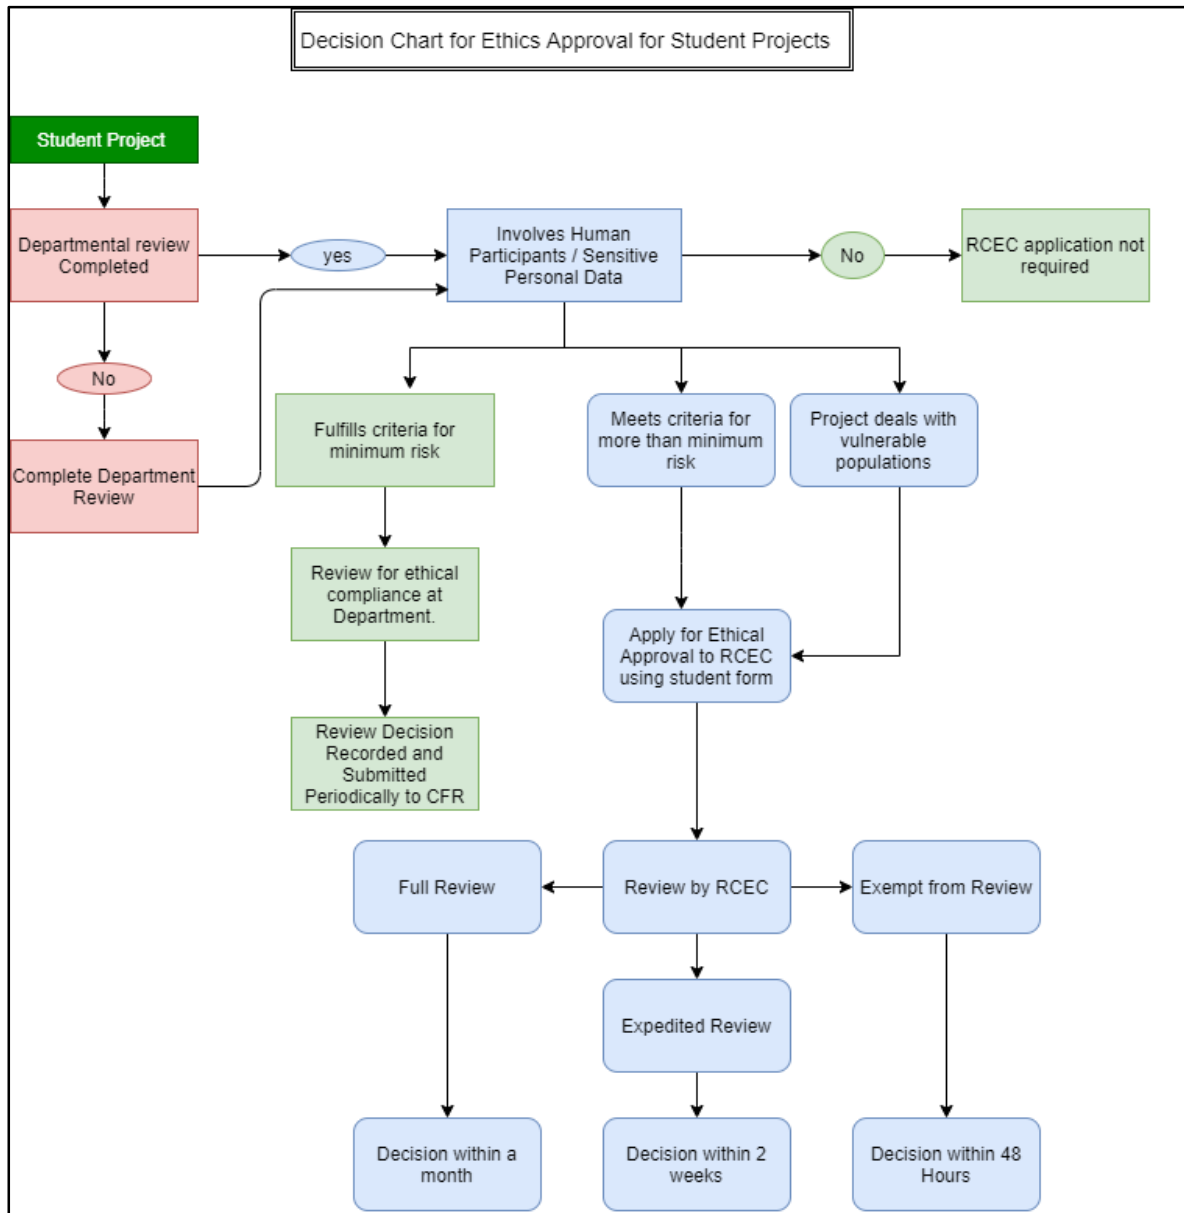 Decision Chart for Ethics Approval for Student Projects
Student Project
Departmental review
Completed
yes
Involves Human
Participants / Sensitive
Personal Data
No
RCEC application not
required
No
Complete Department
Review
Fulfills criteria for
minimum risk
Meets criteria for
more than minimum
risk
Project deals with
vulnerable
populations
Review for ethical
compliance at
Department.
Apply for Ethical
Approval to RCEC
using student form
Review Decision
Recorded and
Submitted
Periodically to CFR
Full Review
Review by RCEC
Exempt from Review
Expedited Review
Decision within a
month
Decision within 2
weeks
Decision within 48
Hours